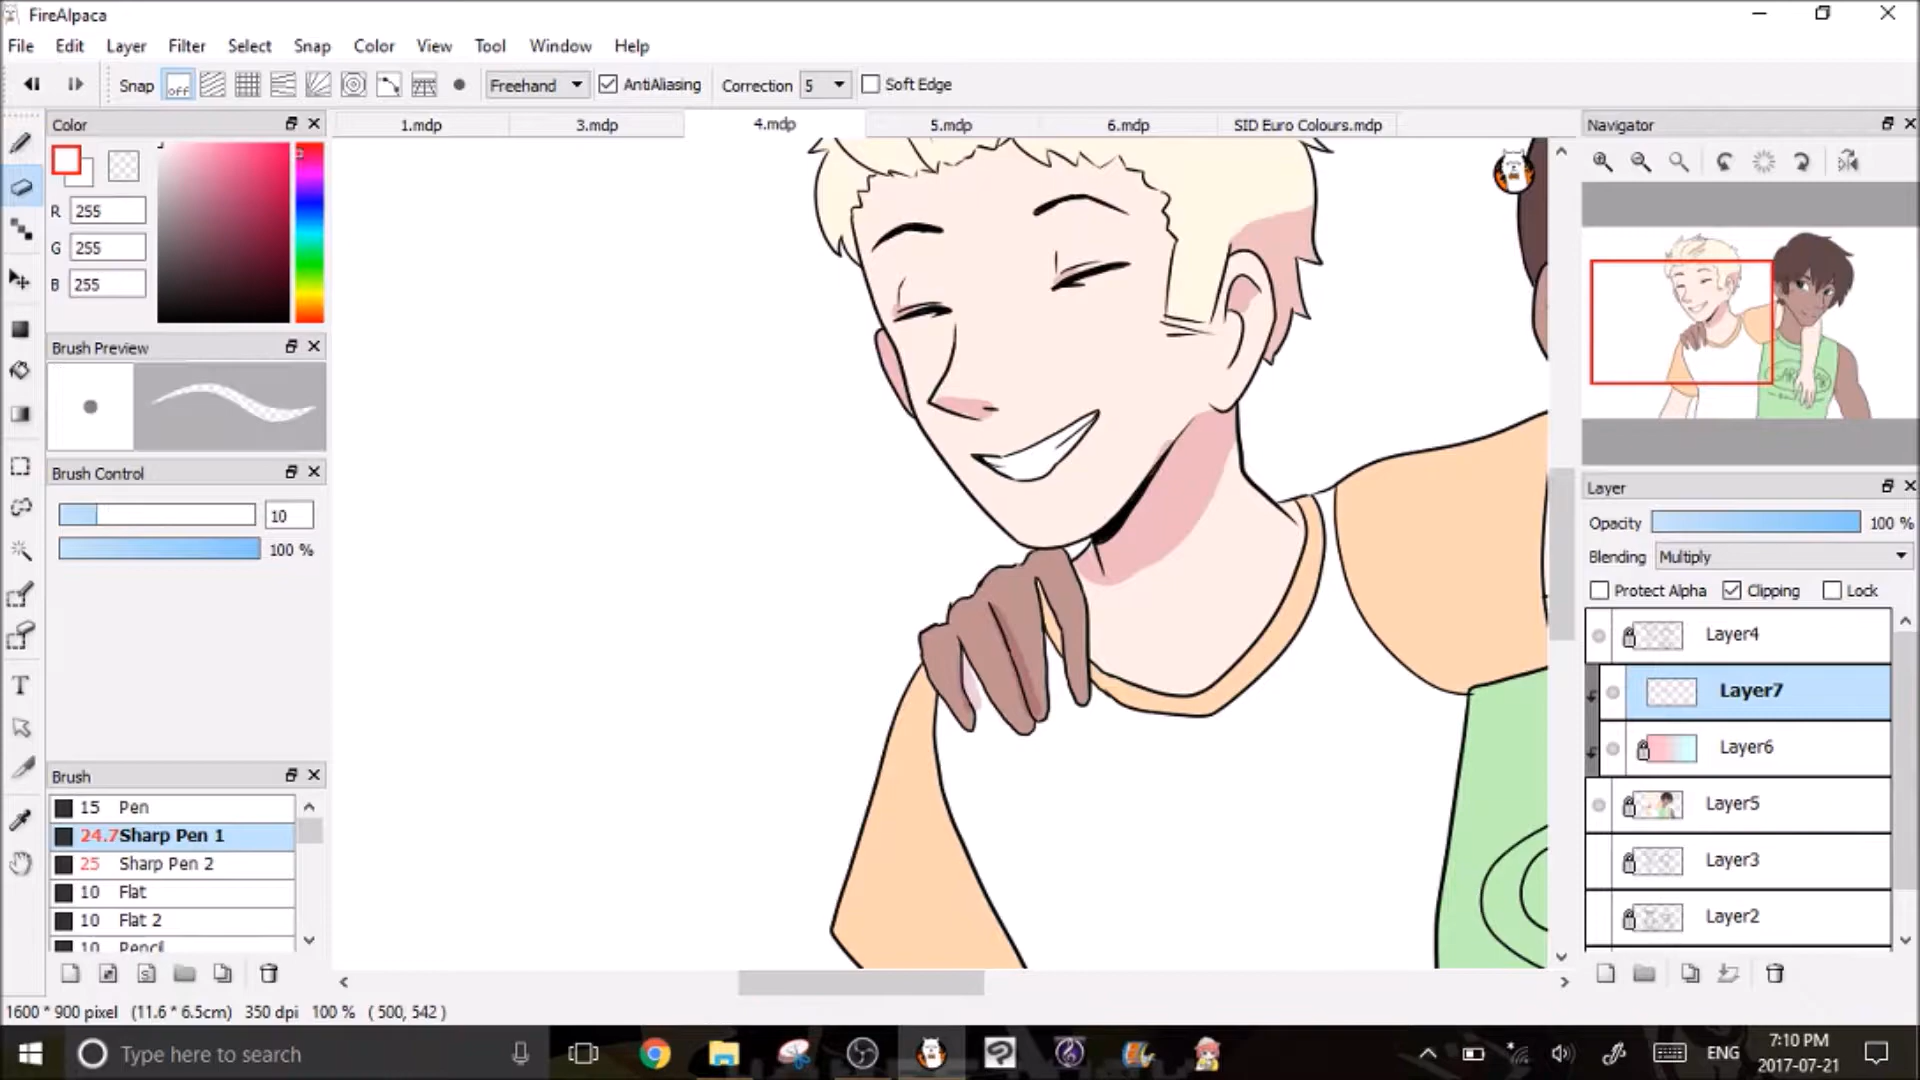 FireAlpaca
File Edit Layer Filter Select Snap Color View Tool Window Help
Snap off Freehand AntiAliasing Correction 5 Soft Edge
Color
1.mdp 3.mdp 4.mdp 5.mdp 6.mdp SID Euro Colours.mdp
Navigator
R 255
G 255
B 255
Brush Preview
Brush Control
10
100 %
Brush
15 Pen
24.7 Sharp Pen 1
25 Sharp Pen 2
10 Flat
10 Flat 2
10 Pencil
Layer
Opacity 100 %
Blending Multiply
Protect Alpha Clipping Lock
Layer4
Layer7
Layer6
Layer5
Layer3
Layer2
1600 * 900 pixel (11.6 * 6.5cm) 350 dpi 100 % ( 500, 542 )
Type here to search
ENG
7:10 PM
2017-07-21